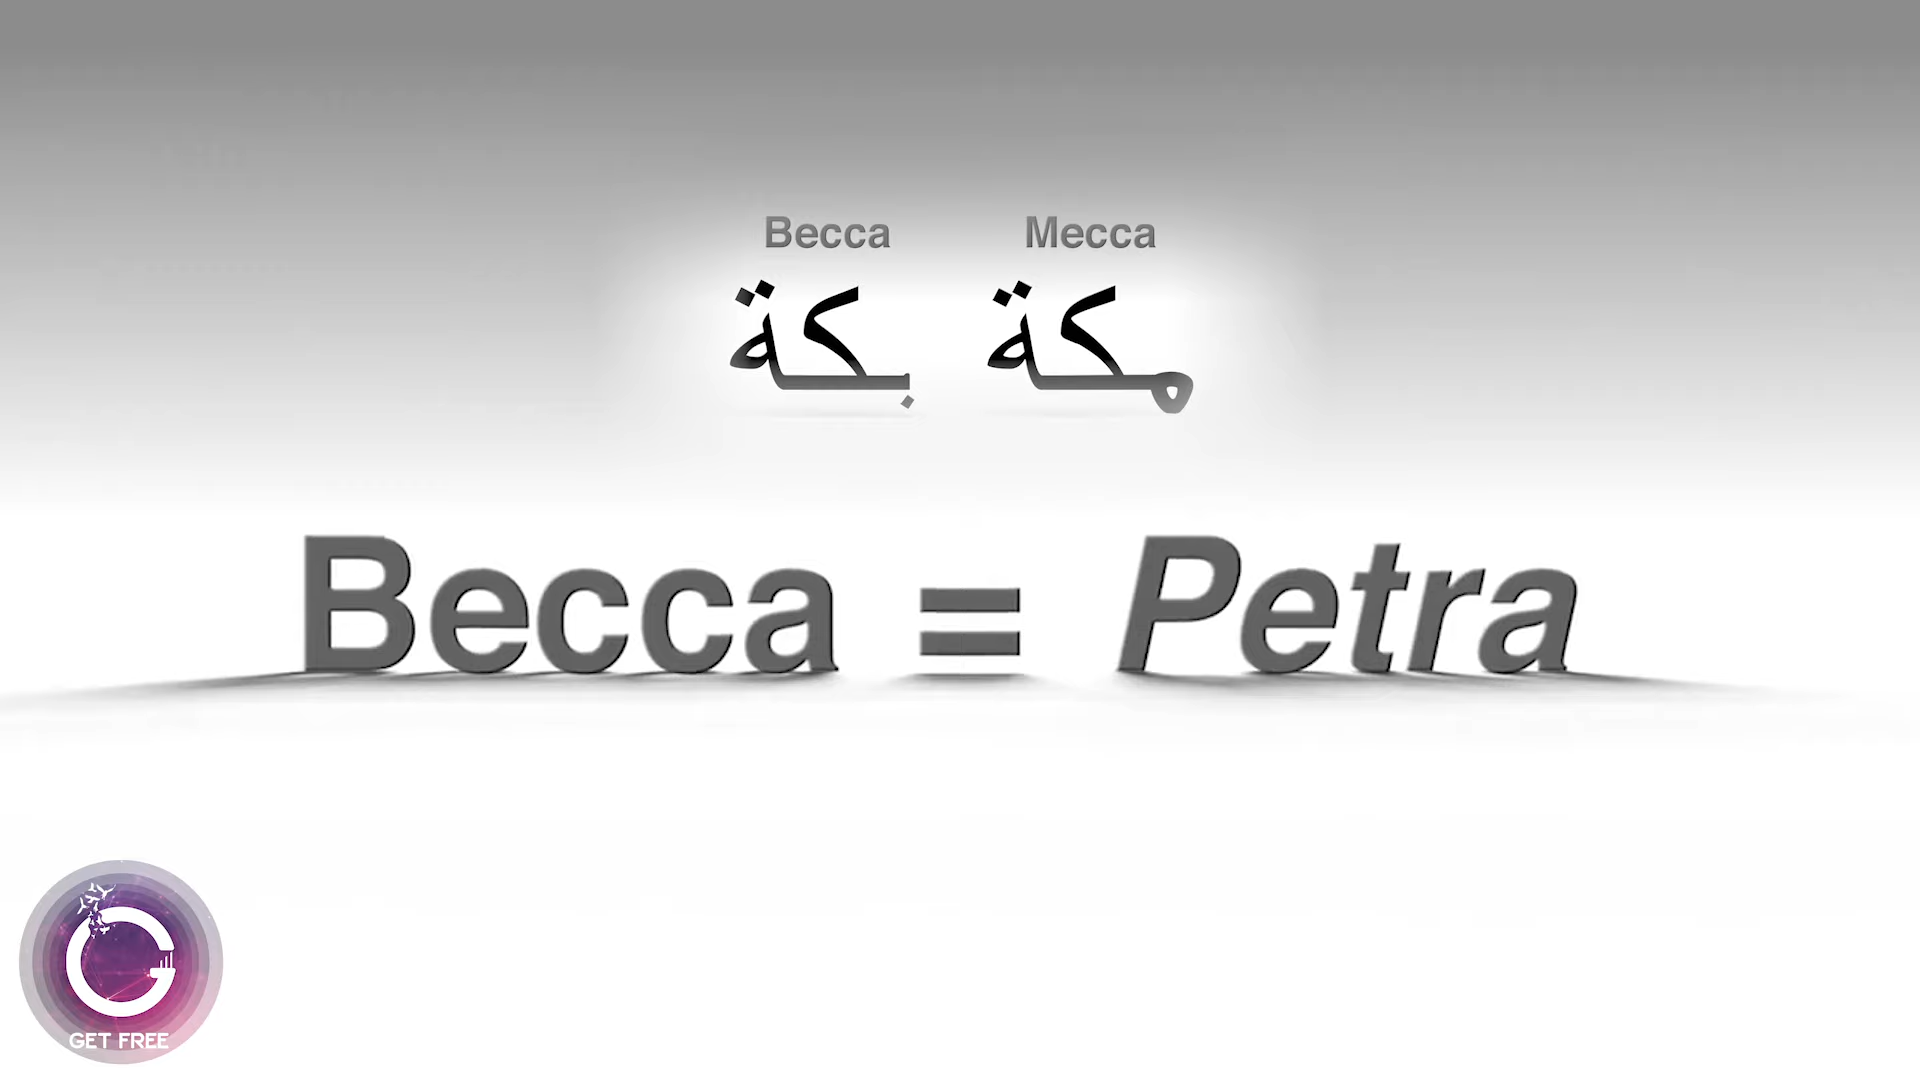 Becca Mecca
بكة مكة
Becca = Petra
GET FREE